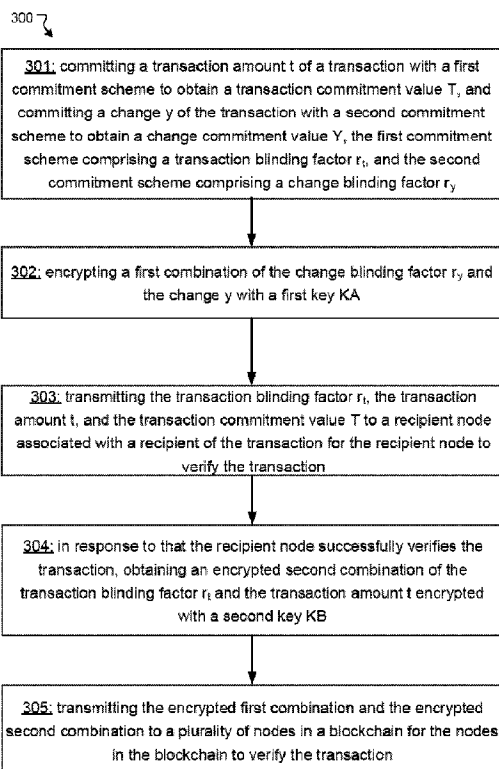 300
301: committing a transaction amount t of a transaction with a first
commitment scheme to obtain a transaction commitment value T, and
committing a change y of the transaction with a second commitment
scheme to obtain a change commitment value Y, the first commitment
scheme comprising a transaction blinding factor rt, and the second
commitment scheme comprising a change blinding factor ry
302: encrypting a first combination of the change blinding factor ry and
the change y with a first key KA
303: transmitting the transaction blinding factor rt, the transaction
amount t, and the transaction commitment value T to a recipient node
associated with a recipient of the transaction for the recipient node to
verify the transaction
304: in response to that the recipient node successfully verifies the
transaction, obtaining an encrypted second combination of the
transaction blinding factor rt and the transaction amount t encrypted
with a second key KB
305: transmitting the encrypted first combination and the encrypted
second combination to a plurality of nodes in a blockchain for the nodes
in the blockchain to verify the transaction